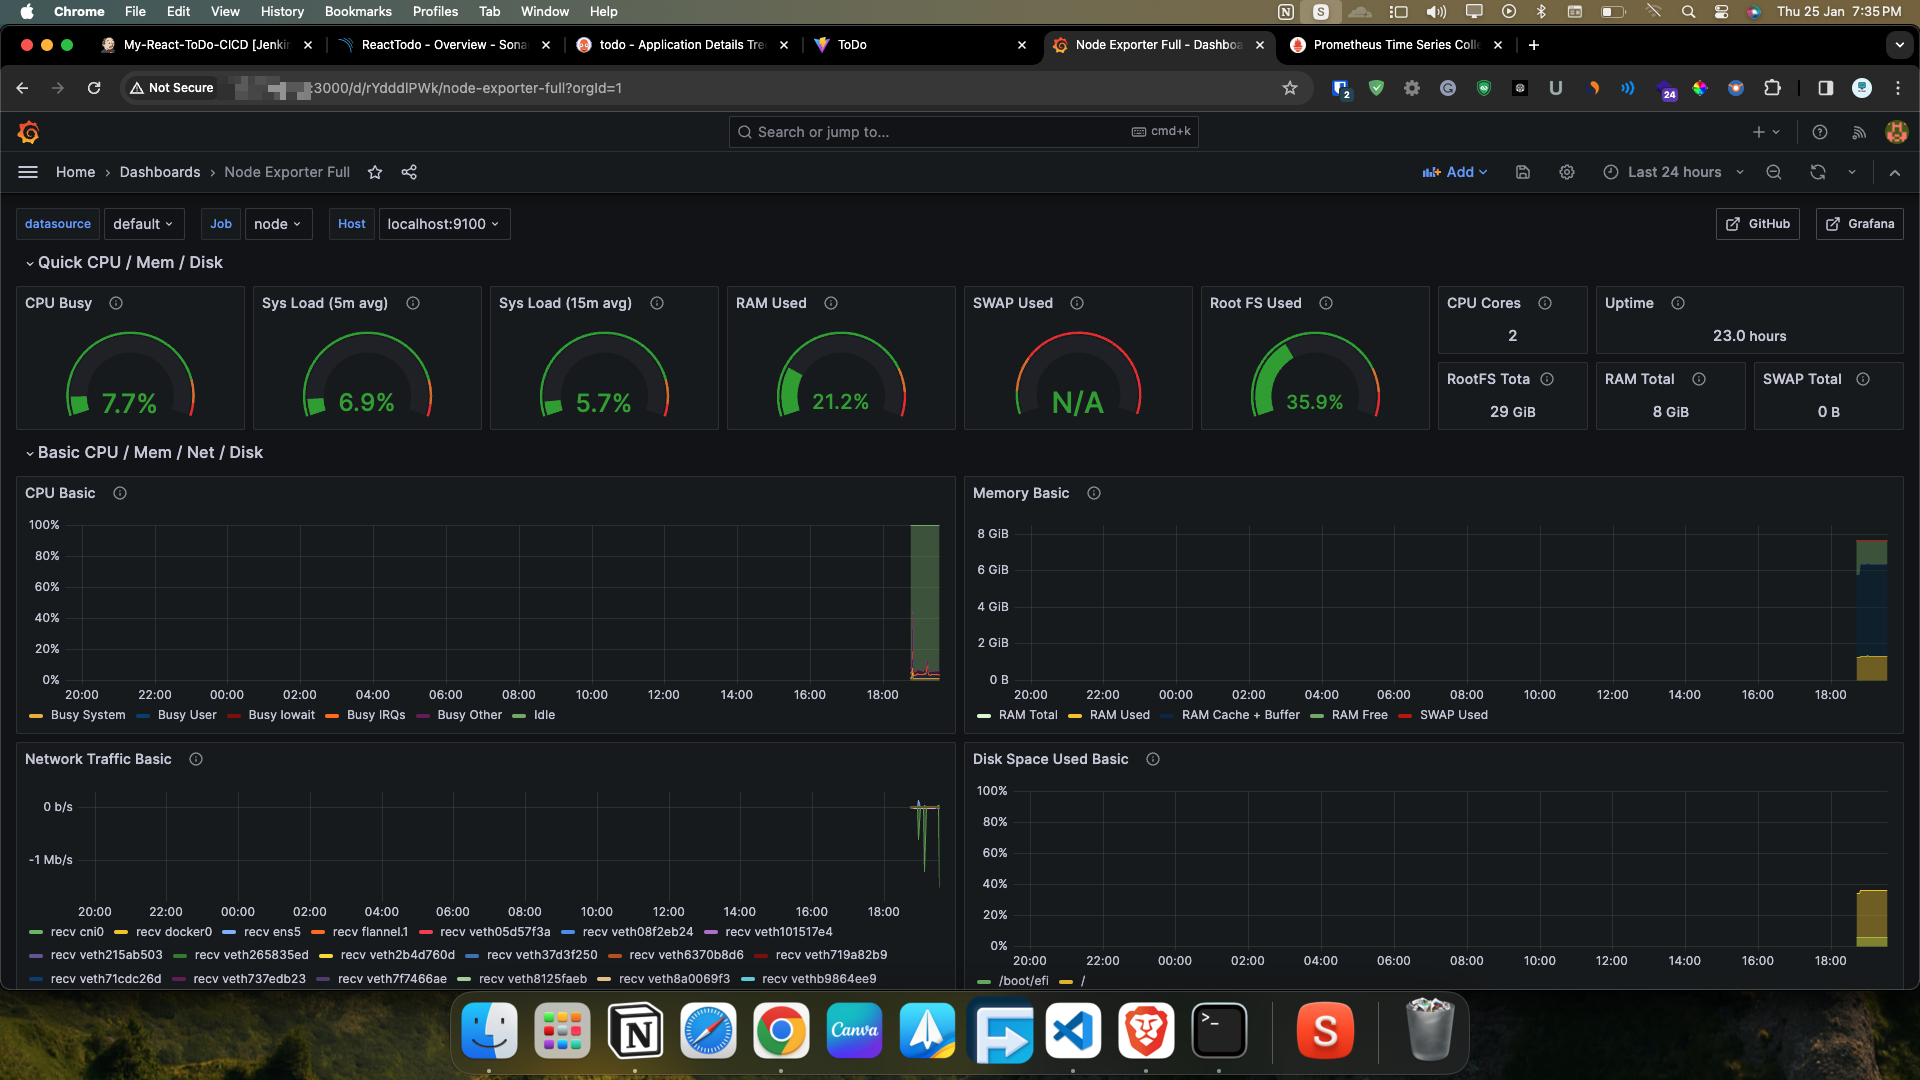 Chrome File Edit View History Bookmarks Profiles Tab Window Help Thu 25 Jan 7:35 PM
My-React-ToDo-CICD [Jenki
ReactTodo - Overview - Sona
todo - Application Details Tre
ToDo
Node Exporter Full - Dashboa
Prometheus Time Series Colle
Not Secure :3000/d/rYdddlPWk/node-exporter-full?orgId=1 2 24
Search or jump to... cmd+k
Home › Dashboards › Node Exporter Full Add Last 24 hours
datasource default Job node Host localhost:9100 GitHub Grafana
Quick CPU / Mem / Disk
CPU Busy
7.7%
Sys Load (5m avg)
6.9%
Sys Load (15m avg)
5.7%
RAM Used
21.2%
SWAP Used
N/A
Root FS Used
35.9%
CPU Cores
2
Uptime
23.0 hours
RootFS Tota
29 GiB
RAM Total
8 GiB
SWAP Total
0 B
Basic CPU / Mem / Net / Disk
CPU Basic
100%
80%
60%
40%
20%
0%
20:00 22:00 00:00 02:00 04:00 06:00 08:00 10:00 12:00 14:00 16:00 18:00
Busy System Busy User Busy Iowait Busy IRQs Busy Other Idle
Memory Basic
8 GiB
6 GiB
4 GiB
2 GiB
0 B
20:00 22:00 00:00 02:00 04:00 06:00 08:00 10:00 12:00 14:00 16:00 18:00
RAM Total RAM Used RAM Cache + Buffer RAM Free SWAP Used
Network Traffic Basic
0 b/s
-1 Mb/s
20:00 22:00 00:00 02:00 04:00 06:00 08:00 10:00 12:00 14:00 16:00 18:00
recv cni0 recv docker0 recv ens5 recv flannel.1 recv veth05d57f3a recv veth08f2eb24 recv veth101517e4
recv veth215ab503 recv veth265835ed recv veth2b4d760d recv veth37d3f250 recv veth6370b8d6 recv veth719a82b9
recv veth71cdc26d recv veth737edb23 recv veth7f7466ae recv veth8125faeb recv veth8a0069f3 recv vethb9864ee9
Disk Space Used Basic
100%
80%
60%
40%
20%
0%
20:00 22:00 00:00 02:00 04:00 06:00 08:00 10:00 12:00 14:00 16:00 18:00
/boot/efi /
Canva